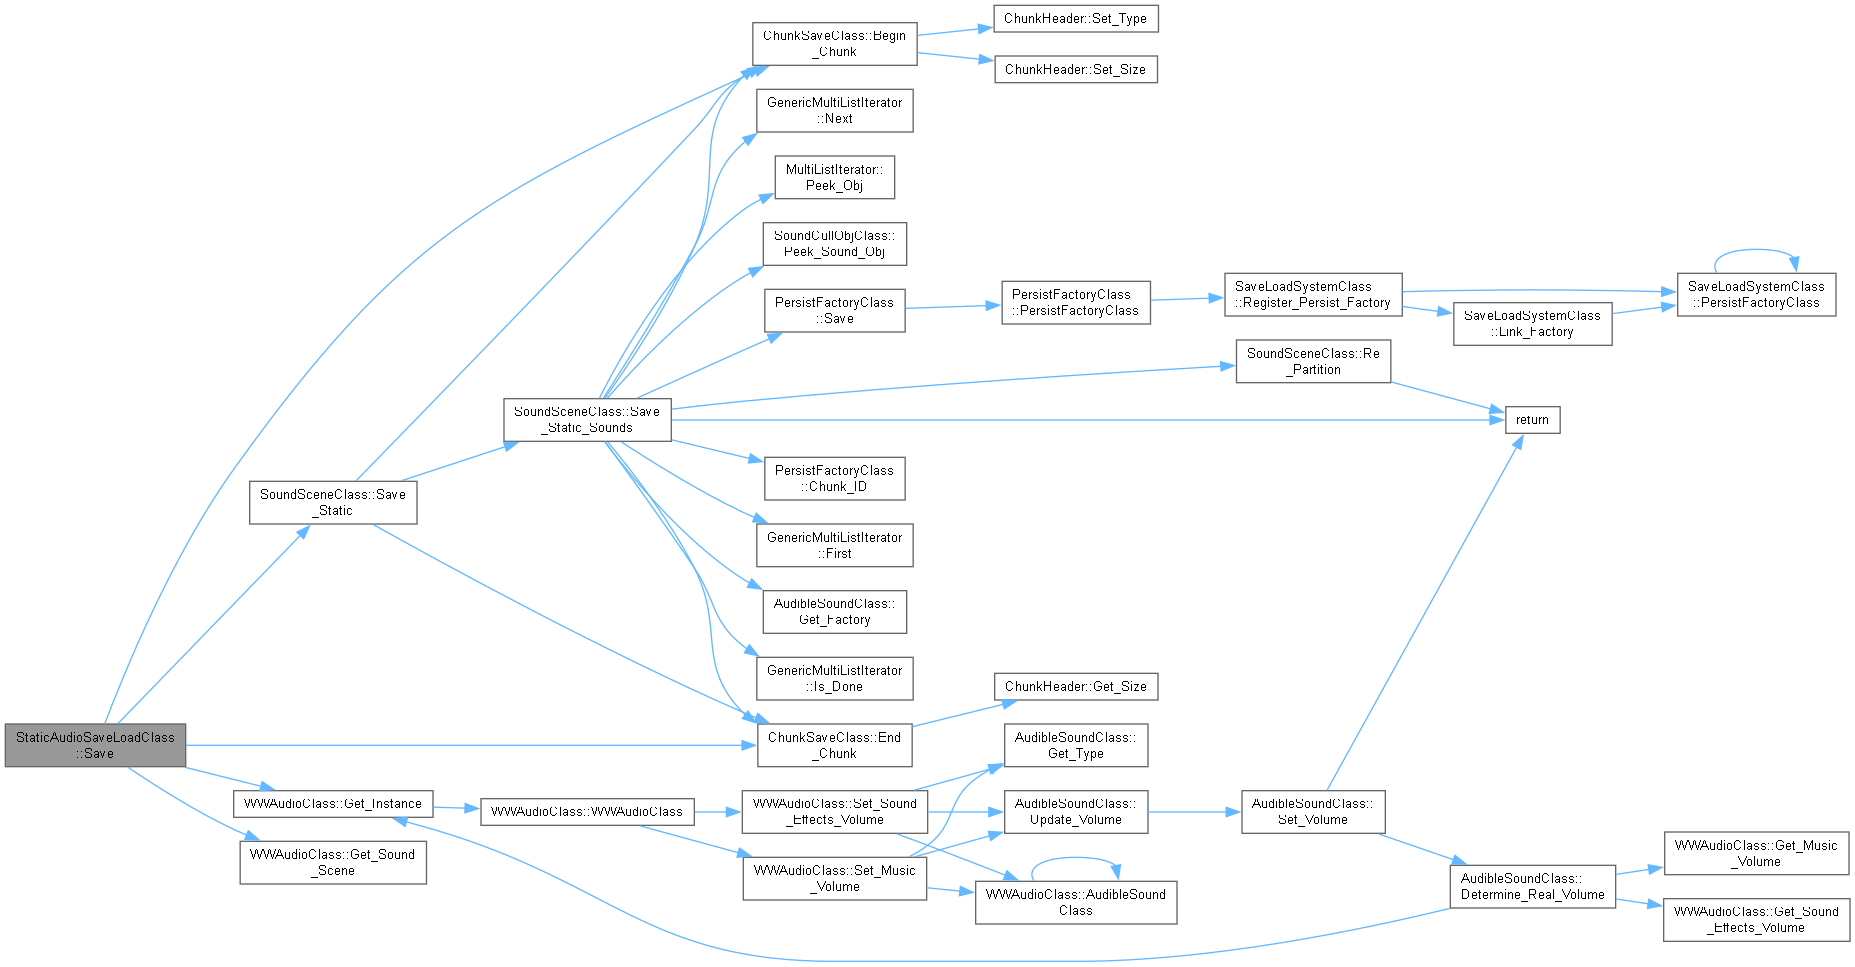 ChunkHeader::Set_Type
ChunkSaveClass::Begin
_Chunk
ChunkHeader::Set_Size
GenericMultiListIterator
::Next
MultiListIterator::
Peek_Obj
SoundCullObjClass::
Peek_Sound_Obj
PersistFactoryClass
::Save
PersistFactoryClass
::PersistFactoryClass
SaveLoadSystemClass
::Register_Persist_Factory
SaveLoadSystemClass
::Link_Factory
SaveLoadSystemClass
::PersistFactoryClass
SoundSceneClass::Re
_Partition
SoundSceneClass::Save
_Static_Sounds
return
PersistFactoryClass
::Chunk_ID
SoundSceneClass::Save
_Static
GenericMultiListIterator
::First
AudibleSoundClass::
Get_Factory
GenericMultiListIterator
::Is_Done
ChunkHeader::Get_Size
StaticAudioSaveLoadClass
::Save
ChunkSaveClass::End
_Chunk
AudibleSoundClass::
Get_Type
WWAudioClass::Get_Instance
WWAudioClass::WWAudioClass
WWAudioClass::Set_Sound
_Effects_Volume
AudibleSoundClass::
Update_Volume
AudibleSoundClass::
Set_Volume
WWAudioClass::Get_Sound
_Scene
WWAudioClass::Set_Music
_Volume
WWAudioClass::AudibleSound
Class
AudibleSoundClass::
Determine_Real_Volume
WWAudioClass::Get_Music
_Volume
WWAudioClass::Get_Sound
_Effects_Volume